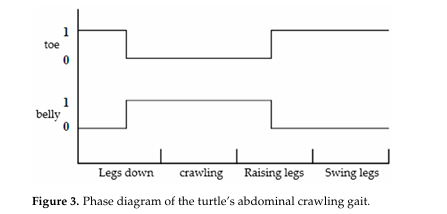 1
toe
0
1
belly
0
Legs down crawling Raising legs Swing legs
Figure 3. Phase diagram of the turtle's abdominal crawling gait.